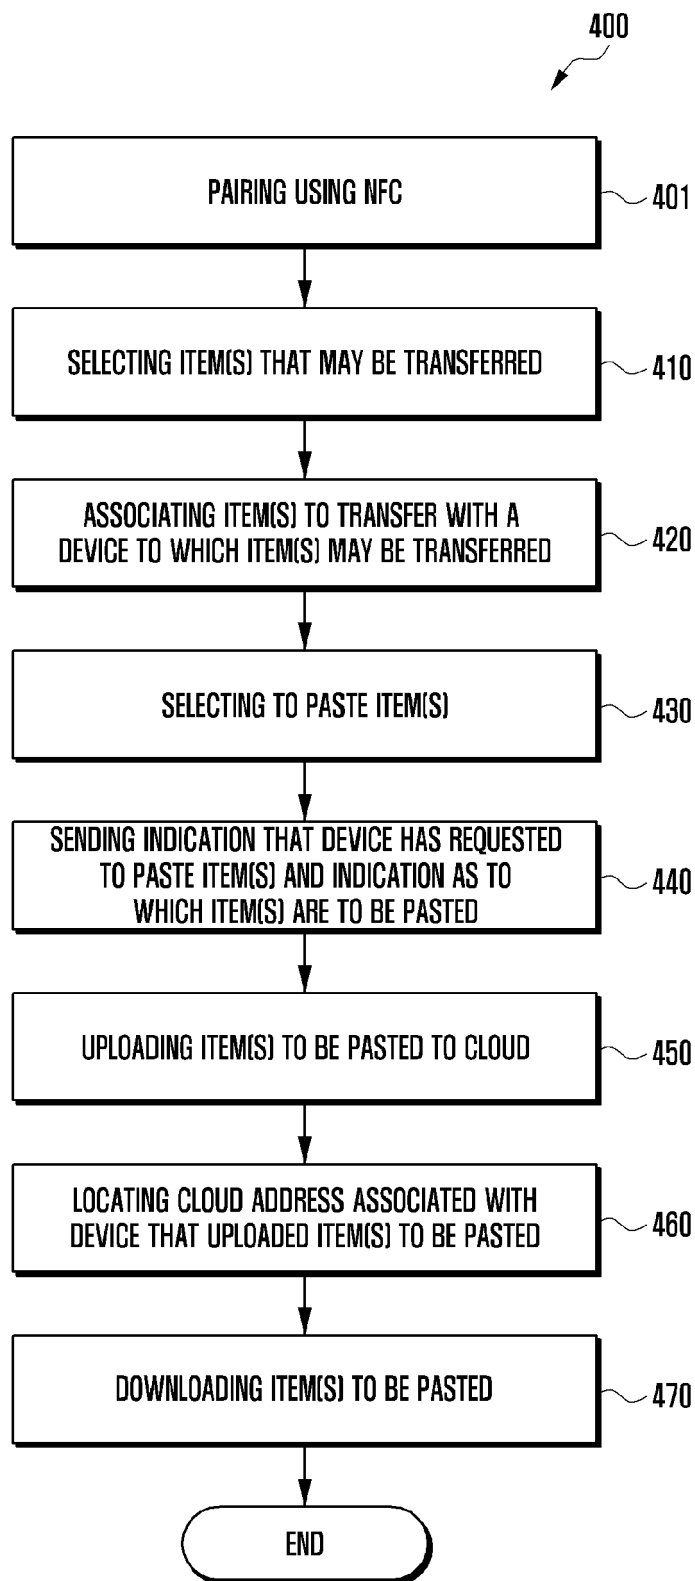 400
PAIRING USING NFC
401
SELECTING ITEM(S) THAT MAY BE TRANSFERRED
410
ASSOCIATING ITEM(S) TO TRANSFER WITH A
DEVICE TO WHICH ITEM(S) MAY BE TRANSFERRED
420
SELECTING TO PASTE ITEM(S)
430
SENDING INDICATION THAT DEVICE HAS REQUESTED
TO PASTE ITEM(S) AND INDICATION AS TO
WHICH ITEM(S) ARE TO BE PASTED
440
UPLOADING ITEM(S) TO BE PASTED TO CLOUD
450
LOCATING CLOUD ADDRESS ASSOCIATED WITH
DEVICE THAT UPLOADED ITEM(S) TO BE PASTED
460
DOWNLOADING ITEM(S) TO BE PASTED
470
END